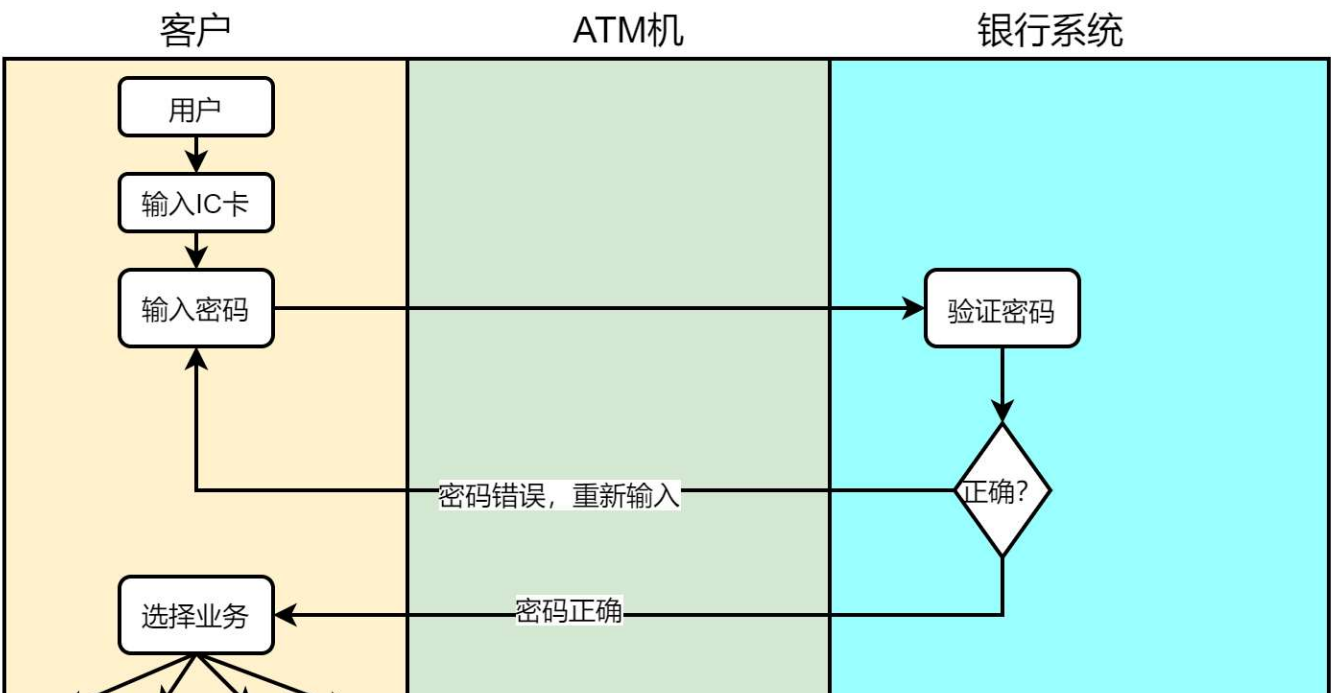 客户
ATM机
银行系统
用户
输入IC卡
输入密码
验证密码
正确？
密码错误，重新输入
密码正确
选择业务